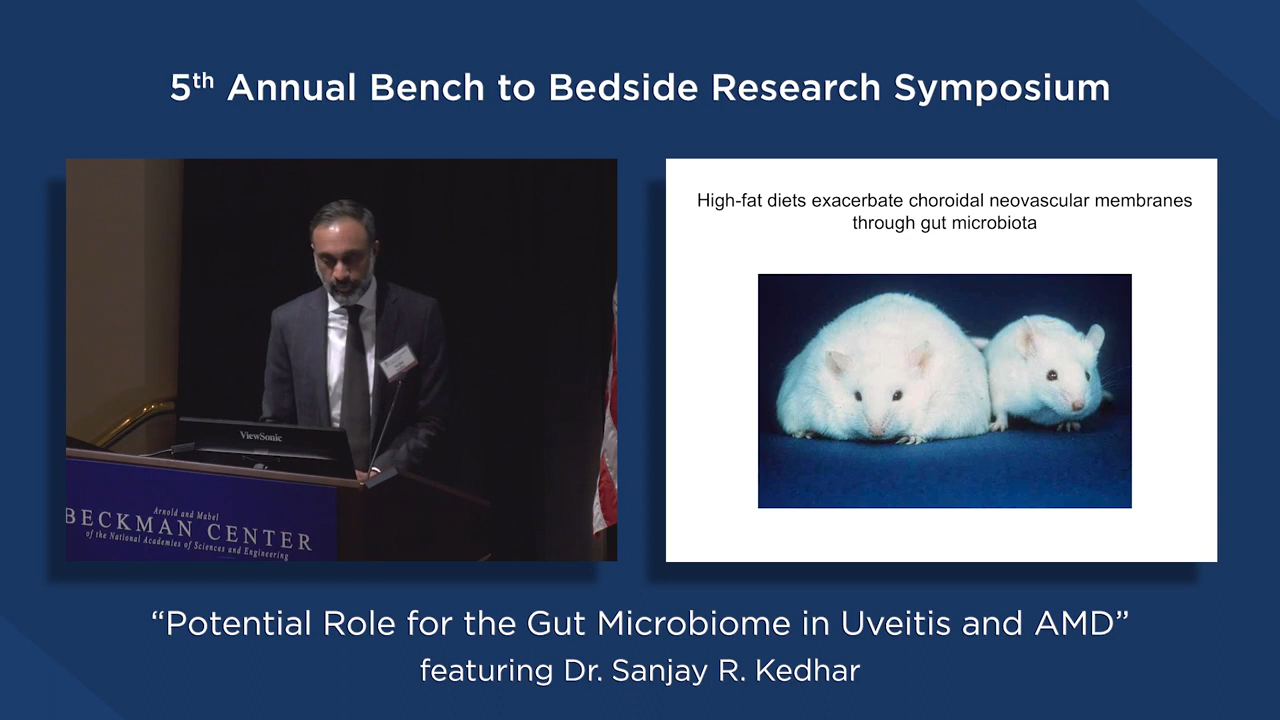 5th Annual Bench to Bedside Research Symposium
High-fat diets exacerbate choroidal neovascular membranes
through gut microbiota
ViewSonic
Arnold and Mabel
BECKMAN CENTER
of the National Academies of Sciences and Engineering
“Potential Role for the Gut Microbiome in Uveitis and AMD”
featuring Dr. Sanjay R. Kedhar